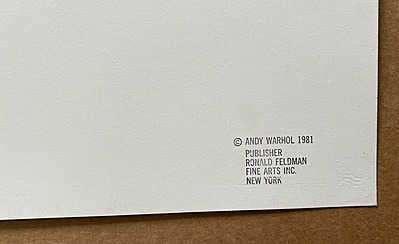 © ANDY WARHOL 1981
PUBLISHER
RONALD FELDMAN
FINE ARTS INC.
NEW YORK